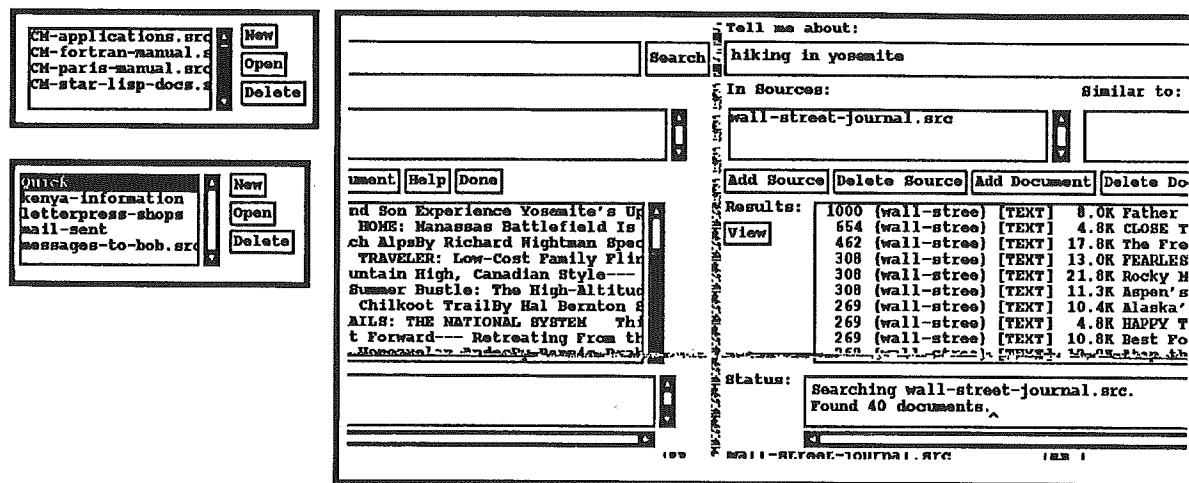 CM-applications.src
CM-fortran-manual.s
CM-paris-manual.src
CM-star-lisp-docs.s
New
Open
Delete
Quick
kenya-information
letterpress-shops
mail-sent
messages-to-bob.src
New
Open
Delete
Search
ument Help Done
nd Son Experience Yosemite's Up
HOME: Manassas Battlefield Is
ch AlpsBy Richard Wightman Spec
TRAVELER: Low-Cost Family Flin
untain High, Canadian Style---
Summer Bustle: The High-Altitud
Chilkoot TrailBy Hal Bernton S
AILS: THE NATIONAL SYSTEM Thi
t Forward--- Retreating From th
Tell me about:
hiking in yosemite
In Sources: Similar to:
wall-street-journal.src
Add Source Delete Source Add Document Delete Do
Results:
View
1000 (wall-stree) [TEXT] 8.0K Father
654 (wall-stree) [TEXT] 4.8K CLOSE T
462 (wall-stree) [TEXT] 17.8K The Fre
308 (wall-stree) [TEXT] 13.0K FEARLES
308 (wall-stree) [TEXT] 21.8K Rocky M
308 (wall-stree) [TEXT] 11.3K Aspen's
269 (wall-stree) [TEXT] 10.4K Alaska'
269 (wall-stree) [TEXT] 4.8K HAPPY T
269 (wall-stree) [TEXT] 10.8K Best Fo
Status:
Searching wall-street-journal.src.
Found 40 documents.
wall-street-journal.src